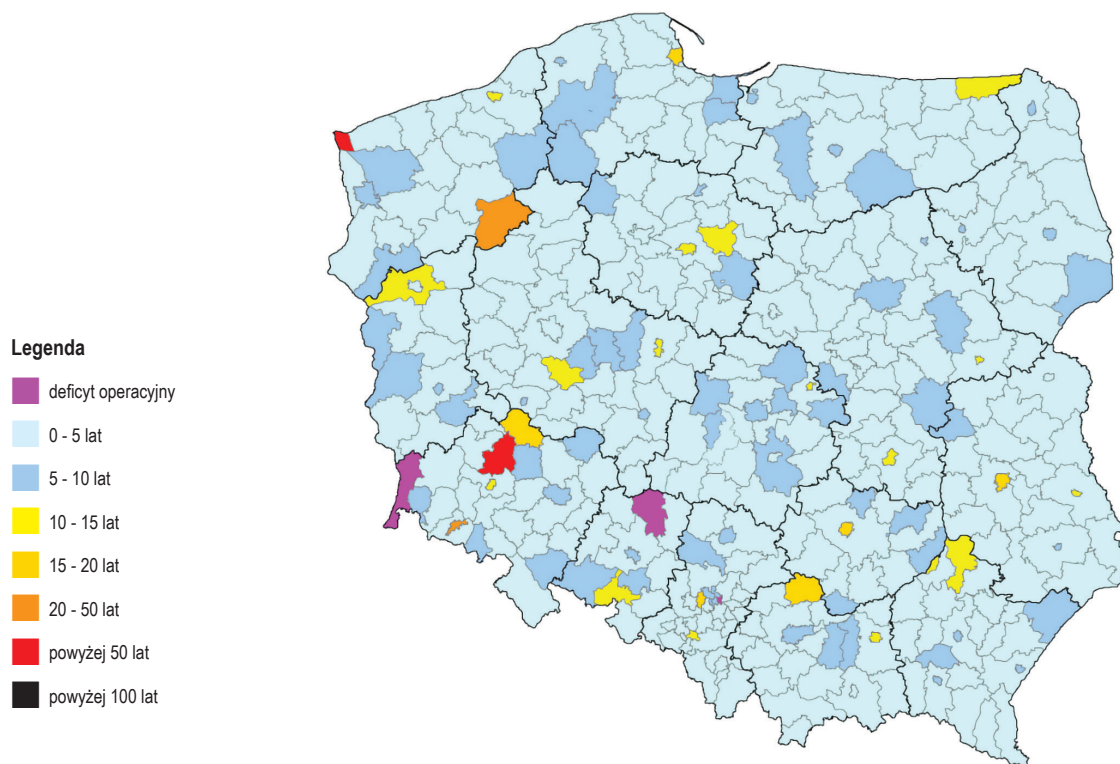 Legenda
deficyt operacyjny
0 - 5 lat
5 - 10 lat
10 - 15 lat
15 - 20 lat
20 - 50 lat
powyżej 50 lat
powyżej 100 lat